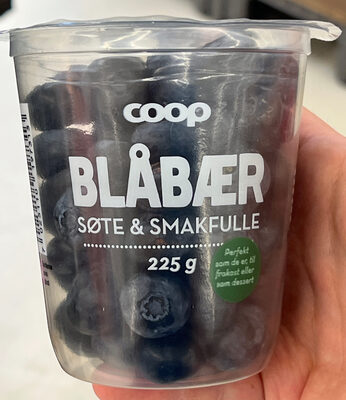 coop
BLÅBÆR
SØTE & SMAKFULLE
225 g
Perfekt
som de er, til
frokost eller
som dessert